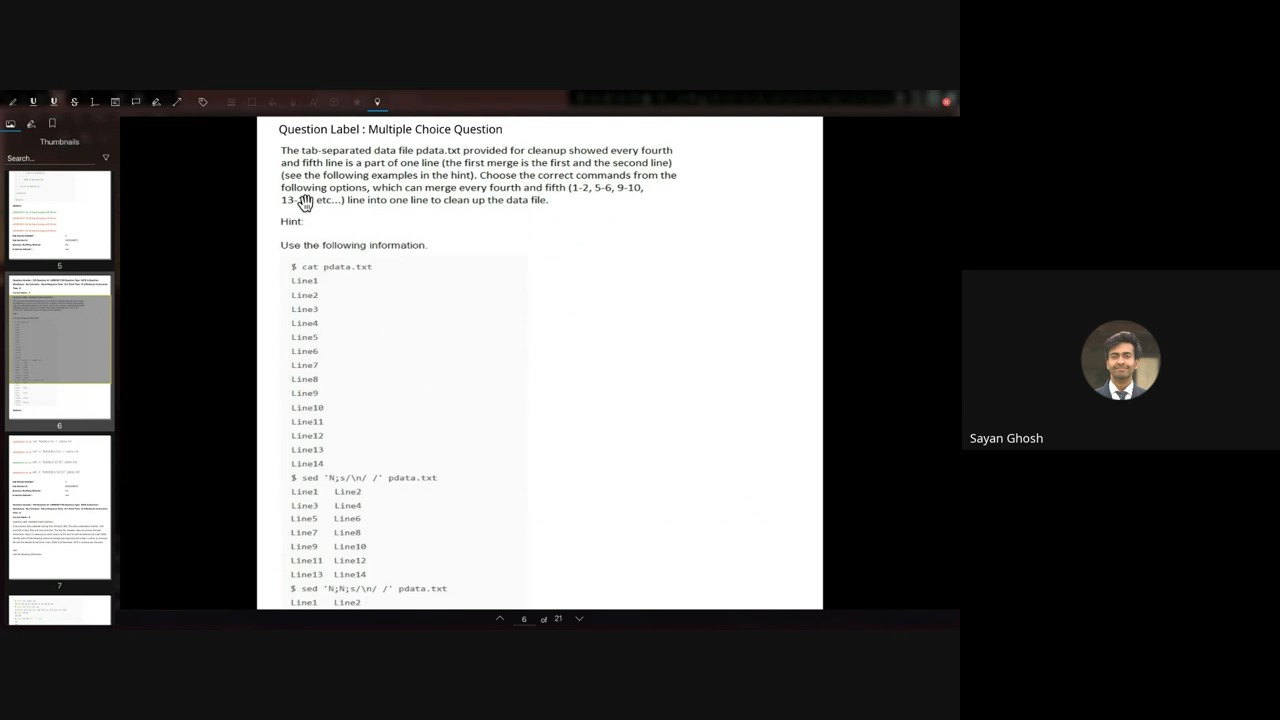 Question Label : Multiple Choice Question
The tab-separated data file pdata.txt provided for cleanup showed every fourth
and fifth line is a part of one line (the first merge is the first and the second line)
(see the following examples in the hint). Choose the correct commands from the
following options, which can merge every fourth and fifth (1-2, 5-6, 9-10,
13- etc...) line into one line to clean up the data file.
Hint:
Use the following information.
$ cat pdata.txt
Line1
Line2
Line3
Line4
Line5
Line6
Line7
Line8
Line9
Line10
Line11
Line12
Line13
Line14
$ sed 'N;s/\n/ /' pdata.txt
Line1 Line2
Line3 Line4
Line5 Line6
Line7 Line8
Line9 Line10
Line11 Line12
Line13 Line14
$ sed 'N;N;s/\n/ /' pdata.txt
Line1 Line2
Thumbnails
Search...
5
6
7
6 of 21
Sayan Ghosh